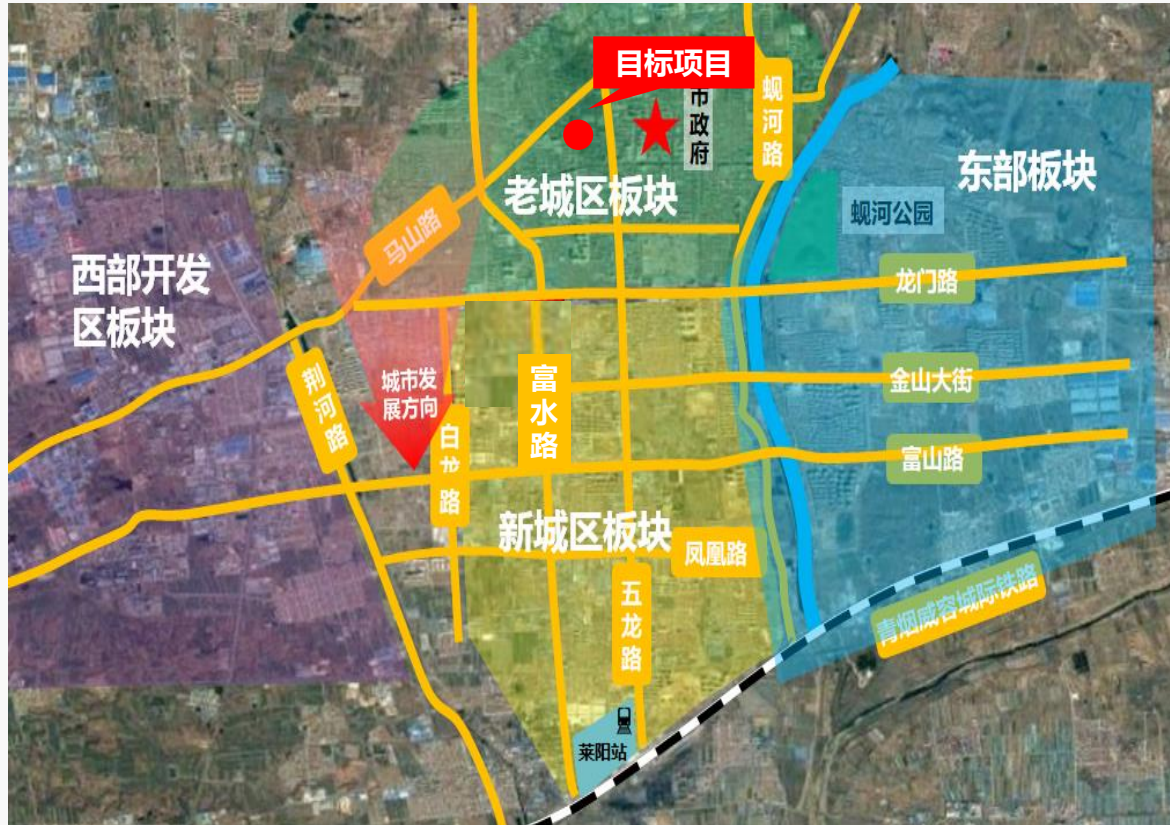 目标项目
市政府
蚬河路
老城区板块
东部板块
蚬河公园
马山路
西部开发
区板块
龙门路
荆河路
城市发
展方向
富水路
金山大街
白龙路
富山路
新城区板块
凤凰路
五龙路
青烟威容城际铁路
莱阳站